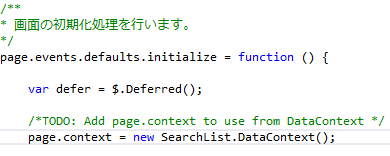 /**
* 画面の初期化処理を行います。
*/
page.events.defaults.initialize = function () {
var defer = $.Deferred();
/*TODO: Add page.context to use from DataContext */
page.context = new SearchList.DataContext();